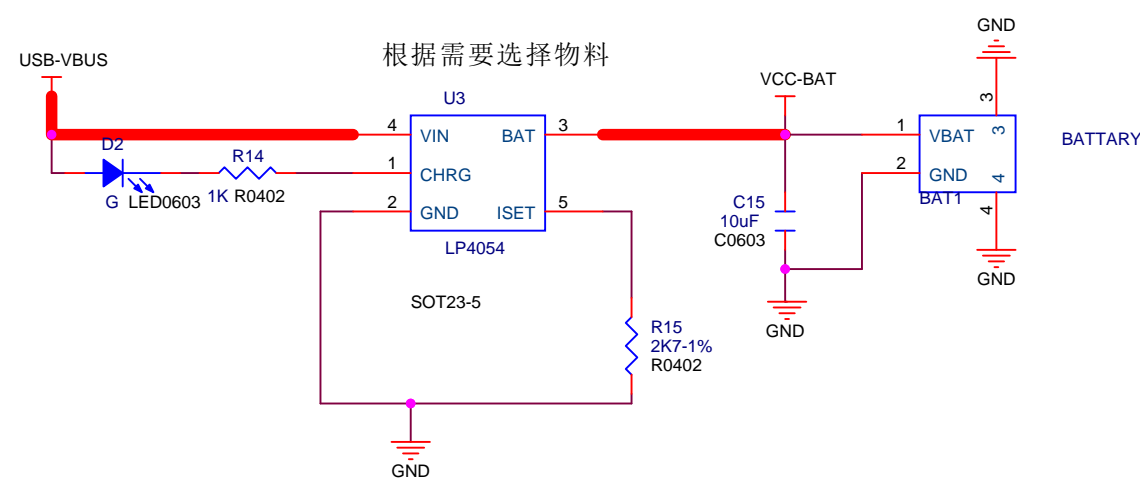 GND
根据需要选择物料
USB-VBUS
VCC-BAT
U3
3
4 VIN BAT 3
1 VBAT 3
BATTARY
D2
R14
1 CHRG
2 GND 4
G LED0603 1K R0402
BAT1
2 GND ISET 5
C15
10uF
C0603
4
LP4054
GND
SOT23-5
GND
R15
2K7-1%
R0402
GND